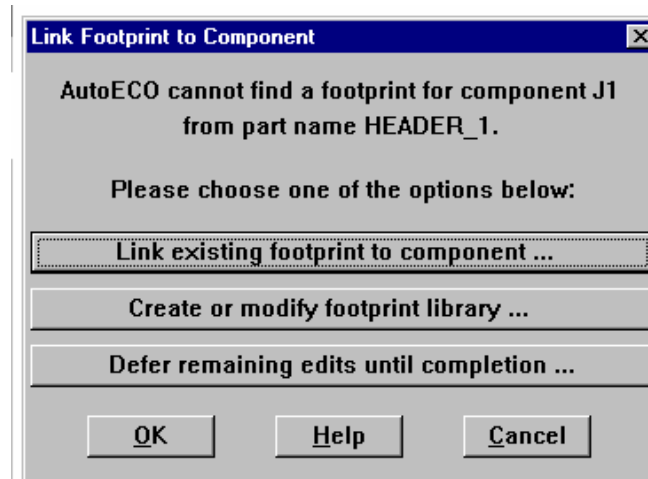 Link Footprint to Component
AutoECO cannot find a footprint for component J1
from part name HEADER_1.
Please choose one of the options below:
Link existing footprint to component ...
Create or modify footprint library ...
Defer remaining edits until completion ...
OK Help Cancel